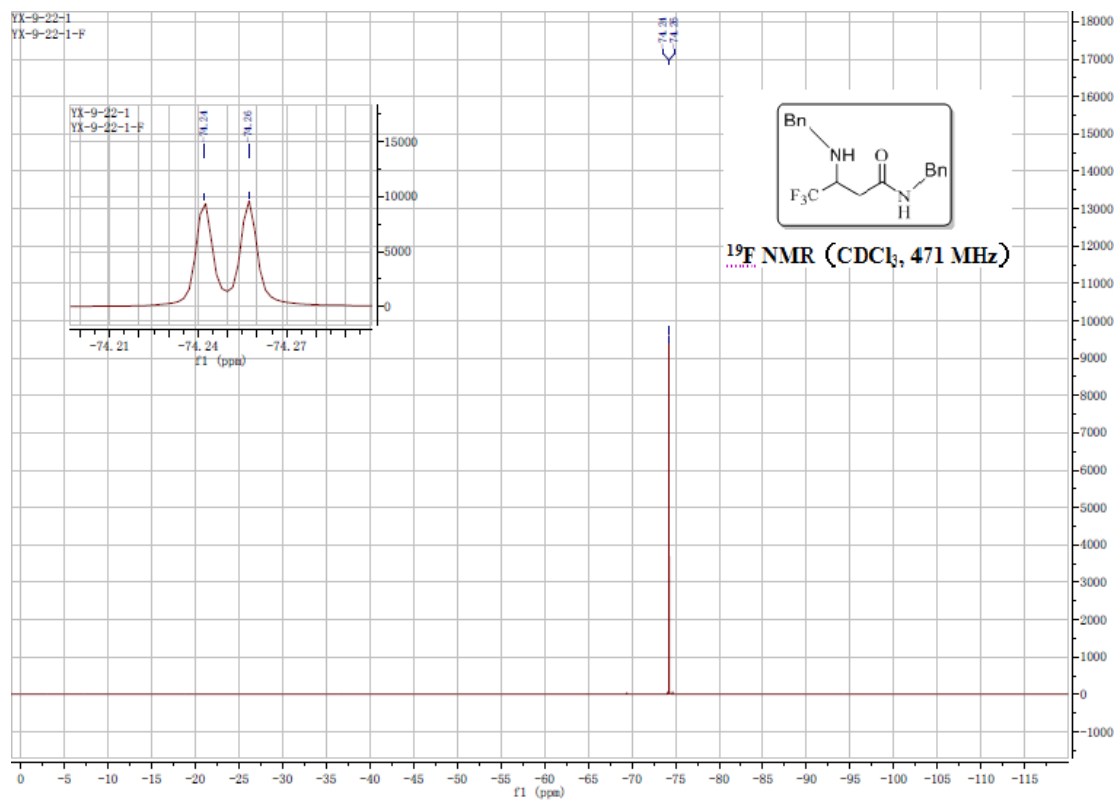 YX-9-22-1
YX-9-22-1-F
-74.24
-74.26
YX-9-22-1
YX-9-22-1-F
-74.24
-74.26
15000
10000
5000
0
-74.21 -74.24 -74.27
f1 (ppm)
Bn
NH
O
Bn
F3C
N
H
19F NMR (CDCl3, 471 MHz)
18000
17000
16000
15000
14000
13000
12000
11000
10000
9000
8000
7000
6000
5000
4000
3000
2000
1000
0
-1000
0 -5 -10 -15 -20 -25 -30 -35 -40 -45 -50 -55 -60 -65 -70 -75 -80 -85 -90 -95 -100 -105 -110 -115
f1 (ppm)